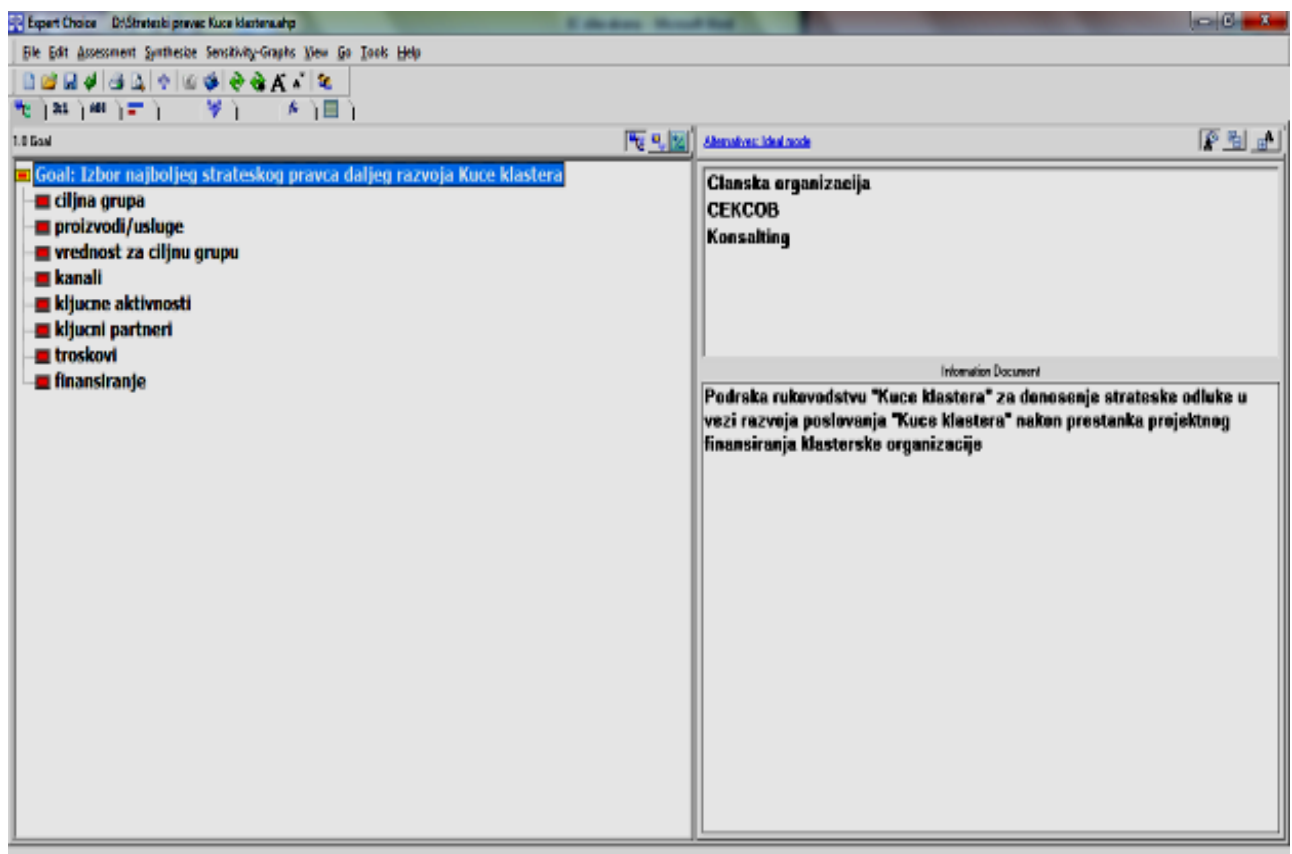 Expert Choice D:\Strateski pravac Kuce klastera.ahp
File Edit Assessment Synthesize Sensitivity-Graphs View Go Tools Help
3:1
ABC
1.0 Goal
Alternatives: Ideal mode
Goal: Izbor najboljeg strateskog pravca daljeg razvoja Kuce klastera
ciljna grupa
proizvodi/usluge
vrednost za ciljnu grupu
kanali
kljucne aktivnosti
kljucni partneri
troskovi
finansiranje
Clanska organizacija
CEKCOB
Konsalting
Information Document
Podrska rukovodstvu "Kuce klastera" za donosenje strateske odluke u
vezi razvoja poslovanja "Kuce klastera" nakon prestanka projektnog
finansiranja klasterske organizacije